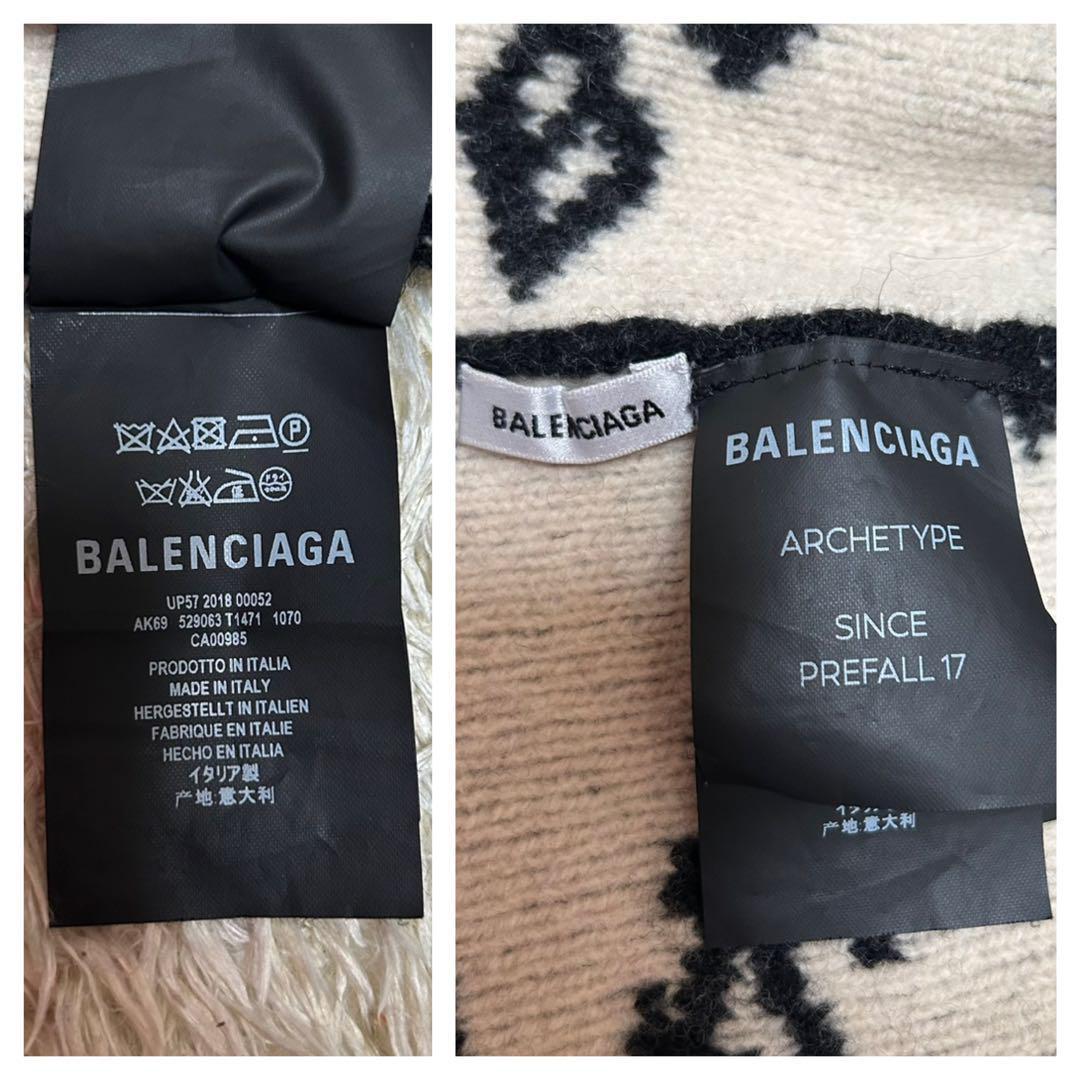 BALENCIAGA
UP57 2018 00052
AK69 529063 T1471 1070
CA00985
PRODOTTO IN ITALIA
MADE IN ITALY
HERGESTELLT IN ITALIEN
FABRIQUE EN ITALIE
HECHO EN ITALIA
イタリア製
产地:意大利
BALENCIAGA
BALENCIAGA
ARCHETYPE
SINCE
PREFALL 17
产地:意大利